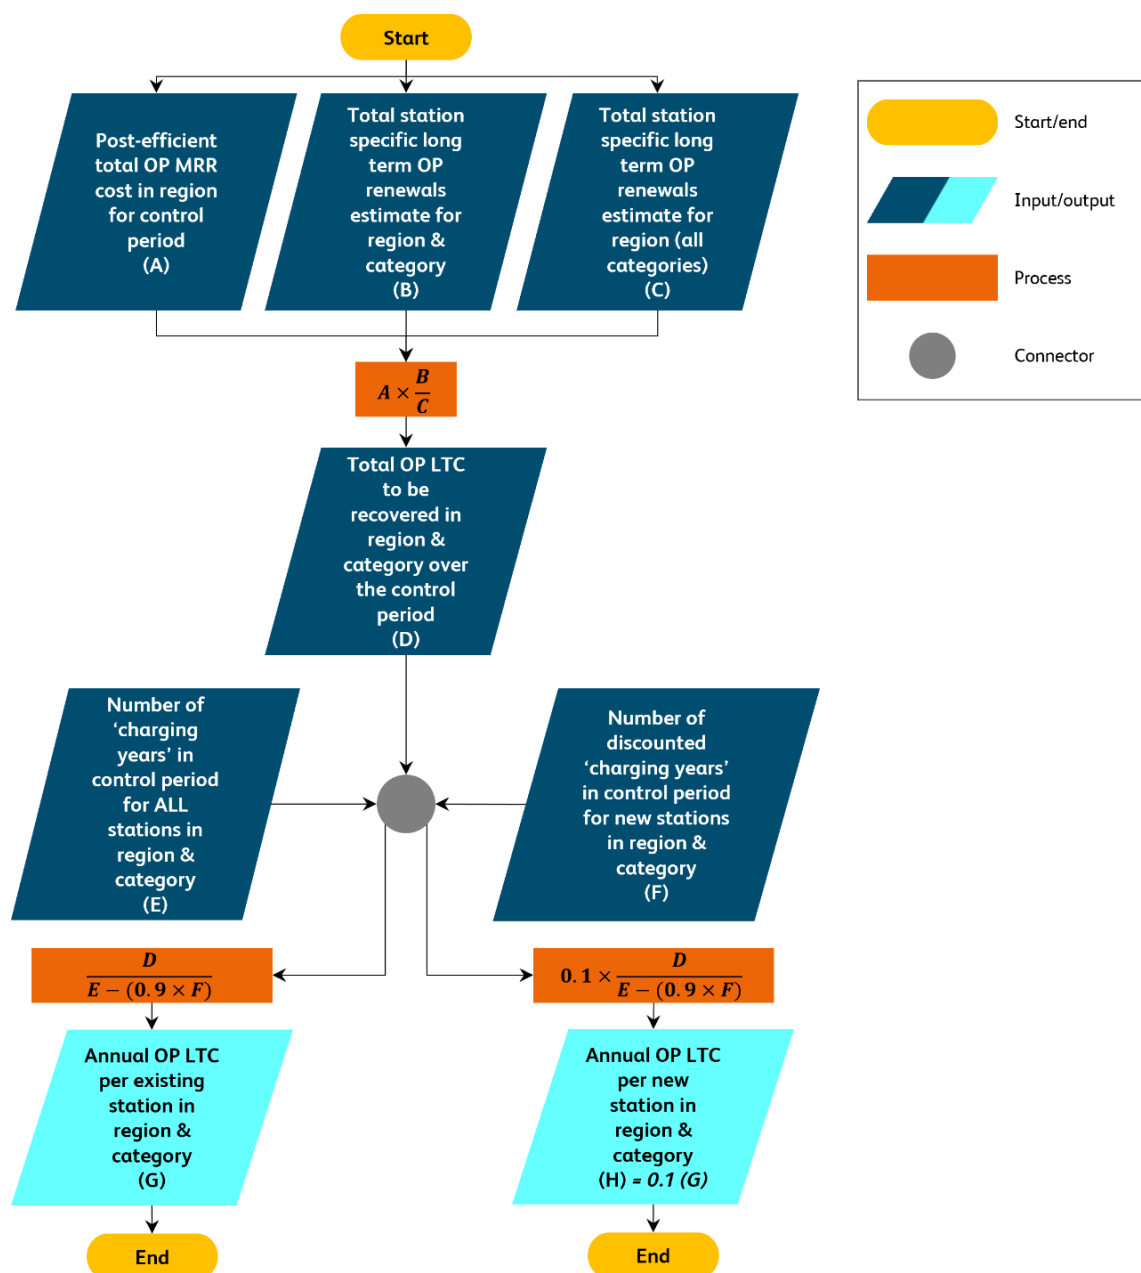 Start
Post-efficient
total OP MRR
cost in region
for control
period
(A)
Total station
specific long
term OP
renewals
estimate for
region &
category
(B)
Total station
specific long
term OP
renewals
estimate for
region (all
categories)
(C)
Start/end
Input/output
Process
Connector
A × B/C
Total OP LTC
to be
recovered in
region &
category over
the control
period
(D)
Number of
‘charging
years’ in
control period
for ALL
stations in
region &
category
(E)
Number of
discounted
‘charging years’
in control period
for new stations
in region &
category
(F)
D
E − (0.9 × F)
0.1 × D
E − (0.9 × F)
Annual OP LTC
per existing
station in
region &
category
(G)
Annual OP LTC
per new
station in
region &
category
(H) = 0.1 (G)
End
End